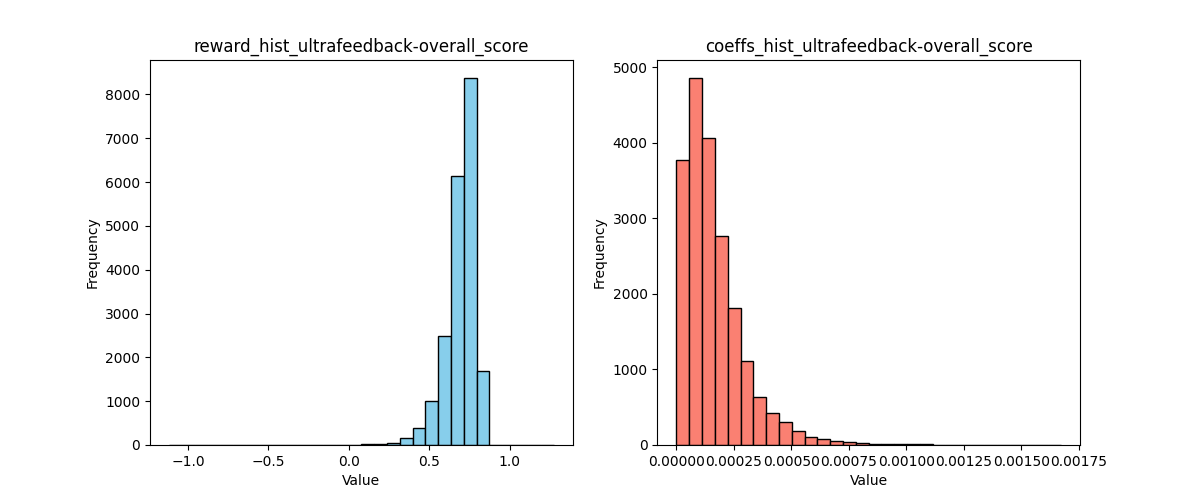 reward_hist_ultrafeedback-overall_score
8000
7000
6000
5000
4000
3000
2000
1000
0
Frequency
−1.0 −0.5 0.0 0.5 1.0
Value
coeffs_hist_ultrafeedback-overall_score
5000
4000
3000
2000
1000
0
Frequency
0.00000 0.00025 0.00050 0.00075 0.00100 0.00125 0.00150 0.00175
Value